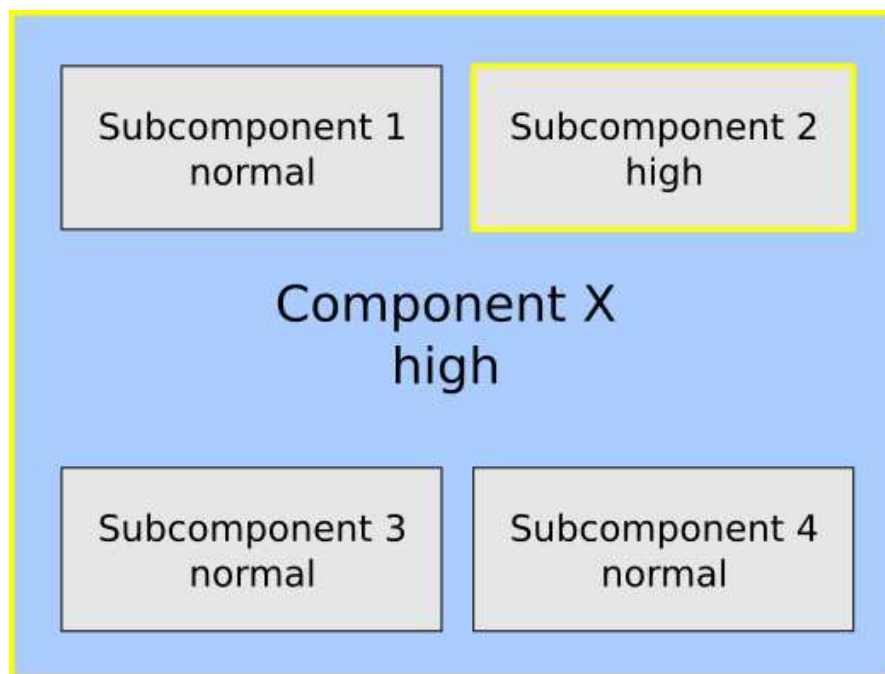 Subcomponent 1
normal
Subcomponent 2
high
Component X
high
Subcomponent 3
normal
Subcomponent 4
normal